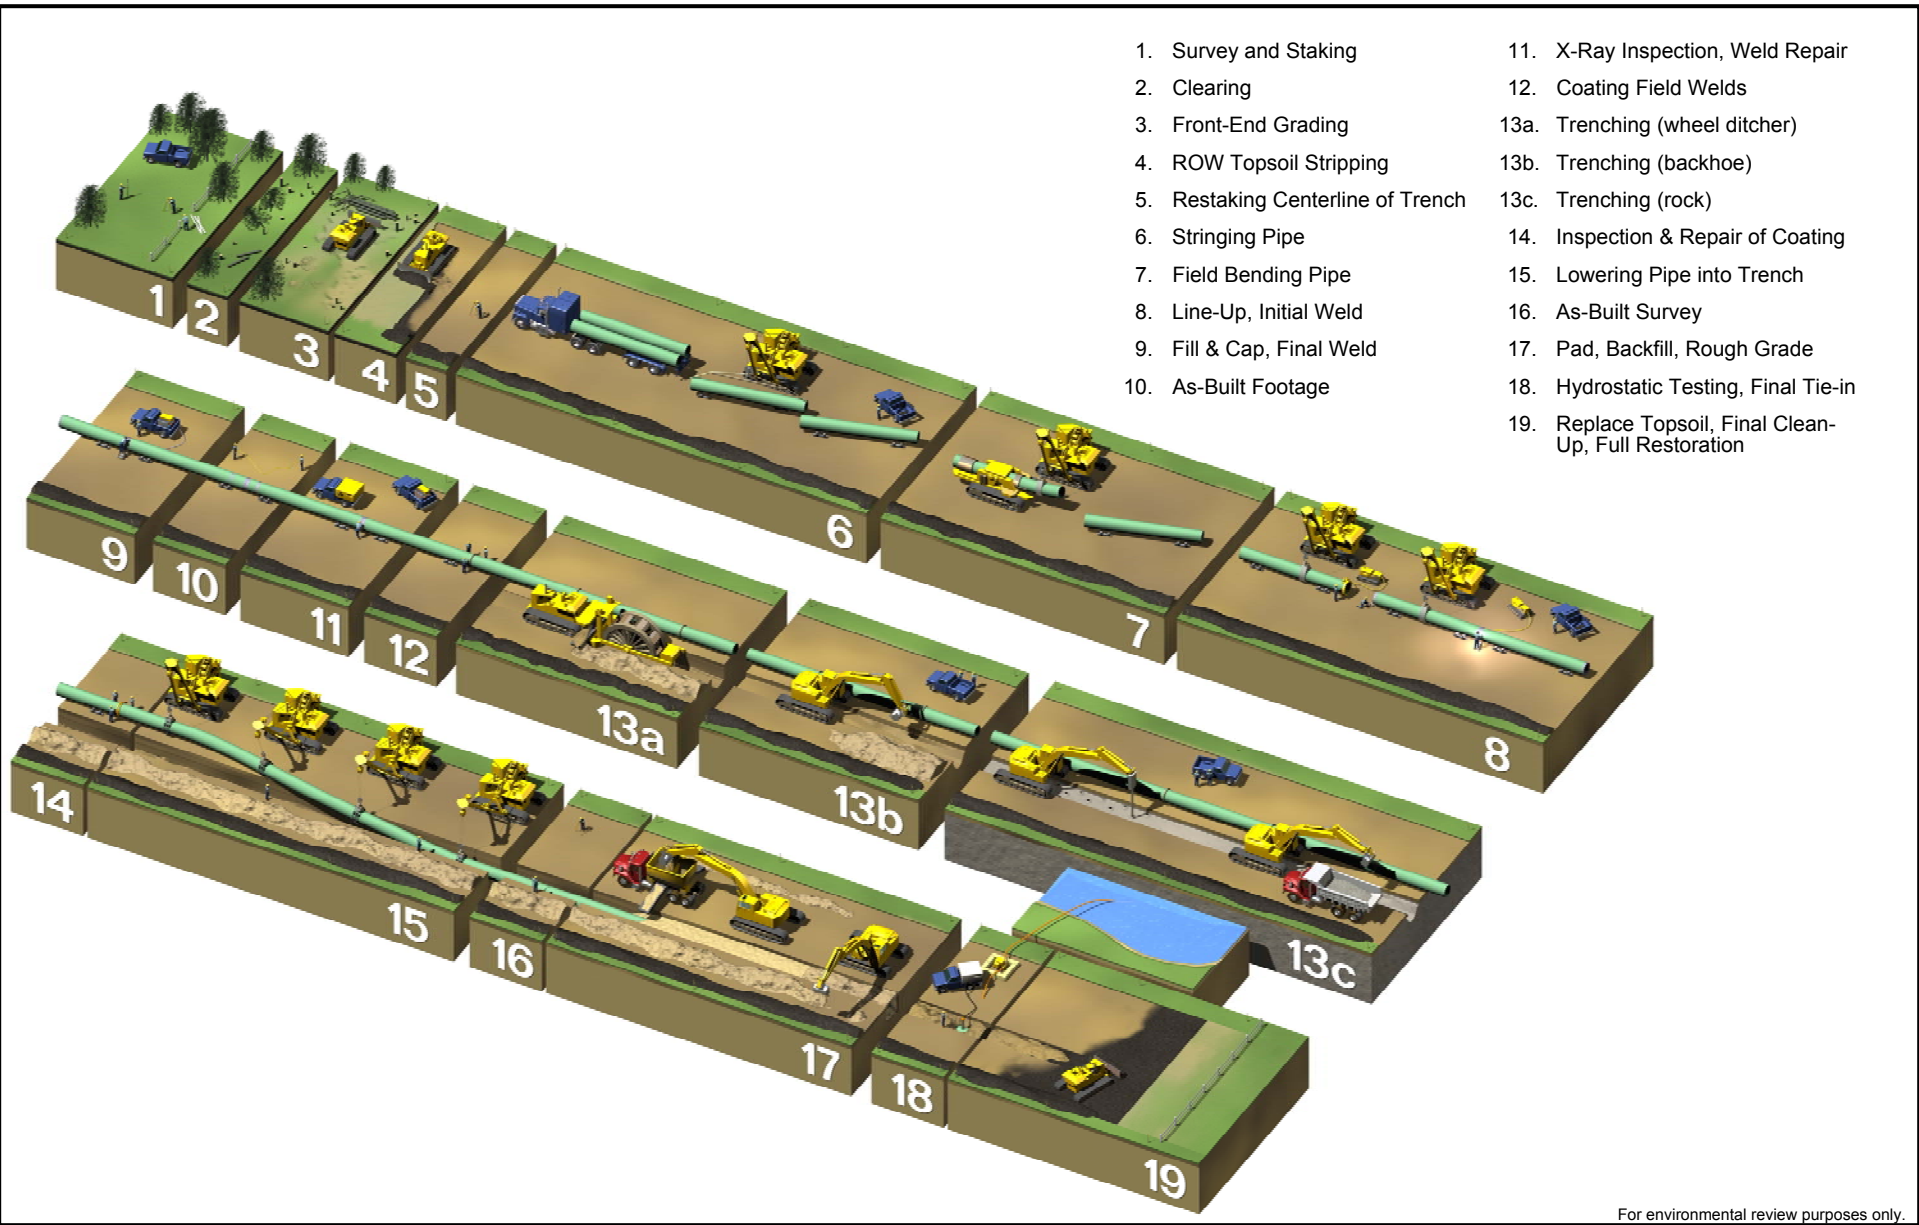 1. Survey and Staking
2. Clearing
3. Front-End Grading
4. ROW Topsoil Stripping
5. Restaking Centerline of Trench
6. Stringing Pipe
7. Field Bending Pipe
8. Line-Up, Initial Weld
9. Fill & Cap, Final Weld
10. As-Built Footage
11. X-Ray Inspection, Weld Repair
12. Coating Field Welds
13a. Trenching (wheel ditcher)
13b. Trenching (backhoe)
13c. Trenching (rock)
14. Inspection & Repair of Coating
15. Lowering Pipe into Trench
16. As-Built Survey
17. Pad, Backfill, Rough Grade
18. Hydrostatic Testing, Final Tie-in
19. Replace Topsoil, Final Clean-
Up, Full Restoration
1
2
3
4
5
6
7
8
9
10
11
12
13a
13b
13c
14
15
16
17
18
19
For environmental review purposes only.